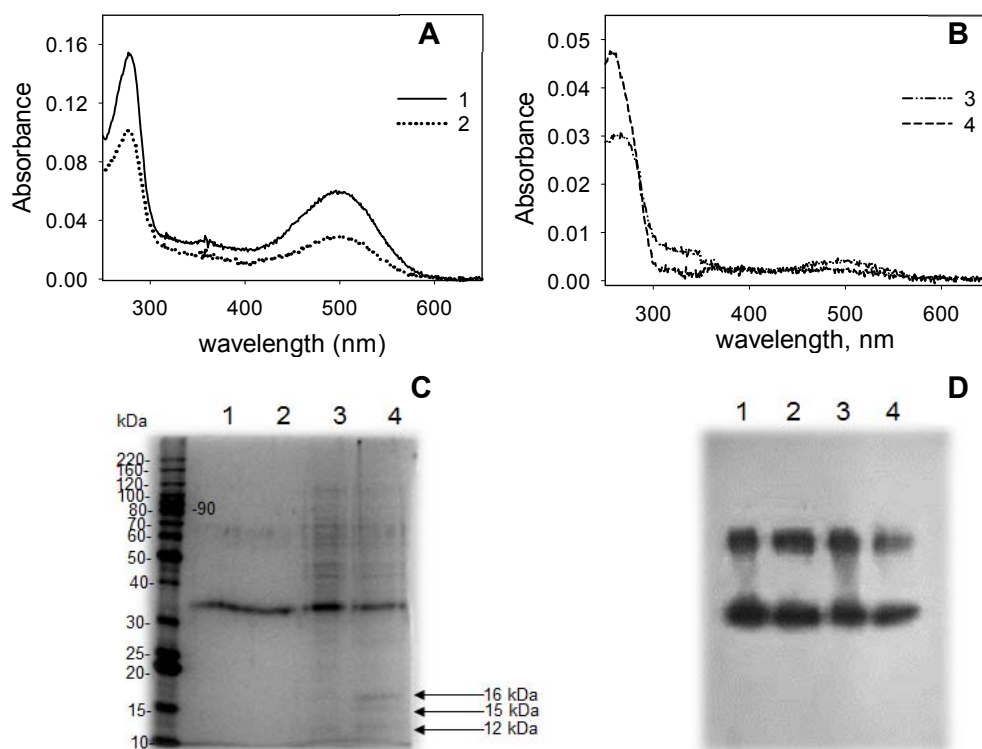 A
0.16
0.12
0.08
0.04
0.00
Absorbance
1
2
300 400 500 600
wavelength (nm)
B
0.05
0.04
0.03
0.02
0.01
0.00
Absorbance
3
4
300 400 500 600
wavelength, nm
C
kDa
1 2 3 4
220-
160-
120-
100-
80-
-90
70-
60-
50-
40-
30-
25-
20-
15-
10-
16 kDa
15 kDa
12 kDa
D
1 2 3 4